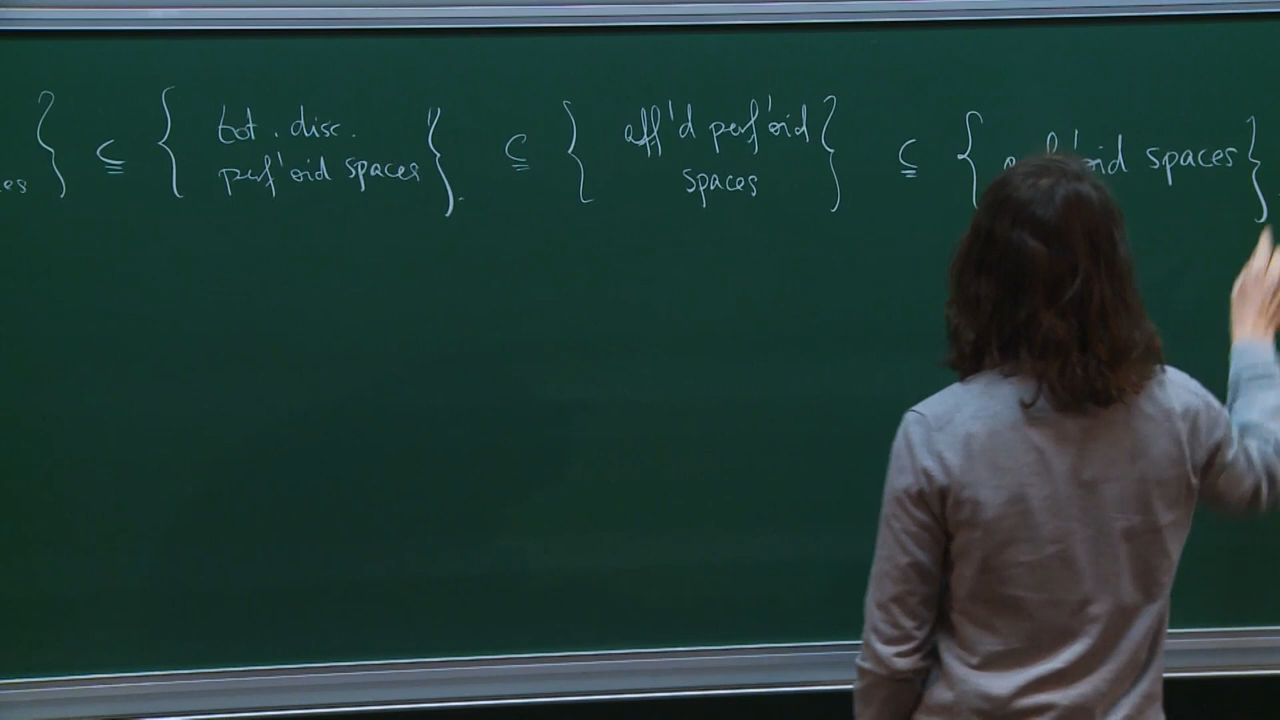 } ⊆ { tot. disc. } ⊆ { aff'd perf'oid } ⊆ { oid spaces }
es perf'oid spaces spaces